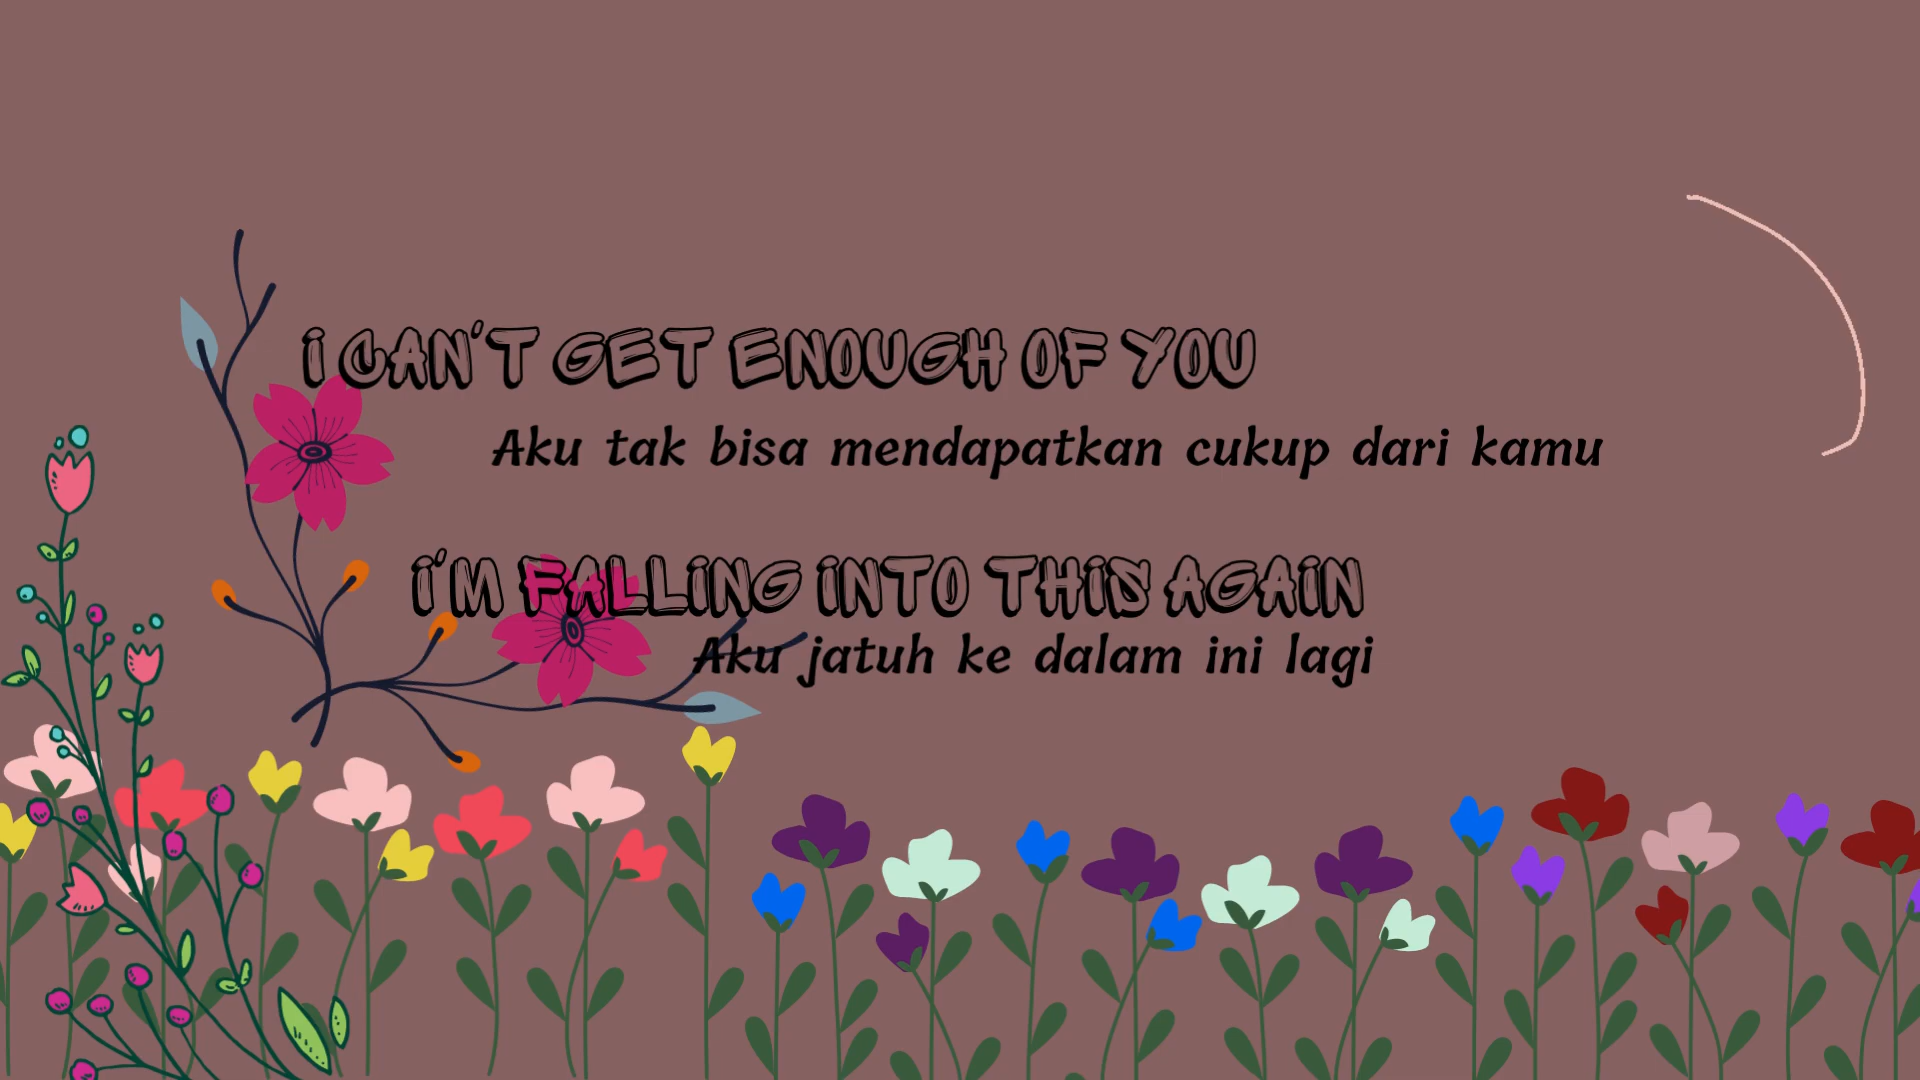 I CAN'T GET ENOUGH OF YOU
Aku tak bisa mendapatkan cukup dari kamu
I'M FALLING INTO THIS AGAIN
Aku jatuh ke dalam ini lagi